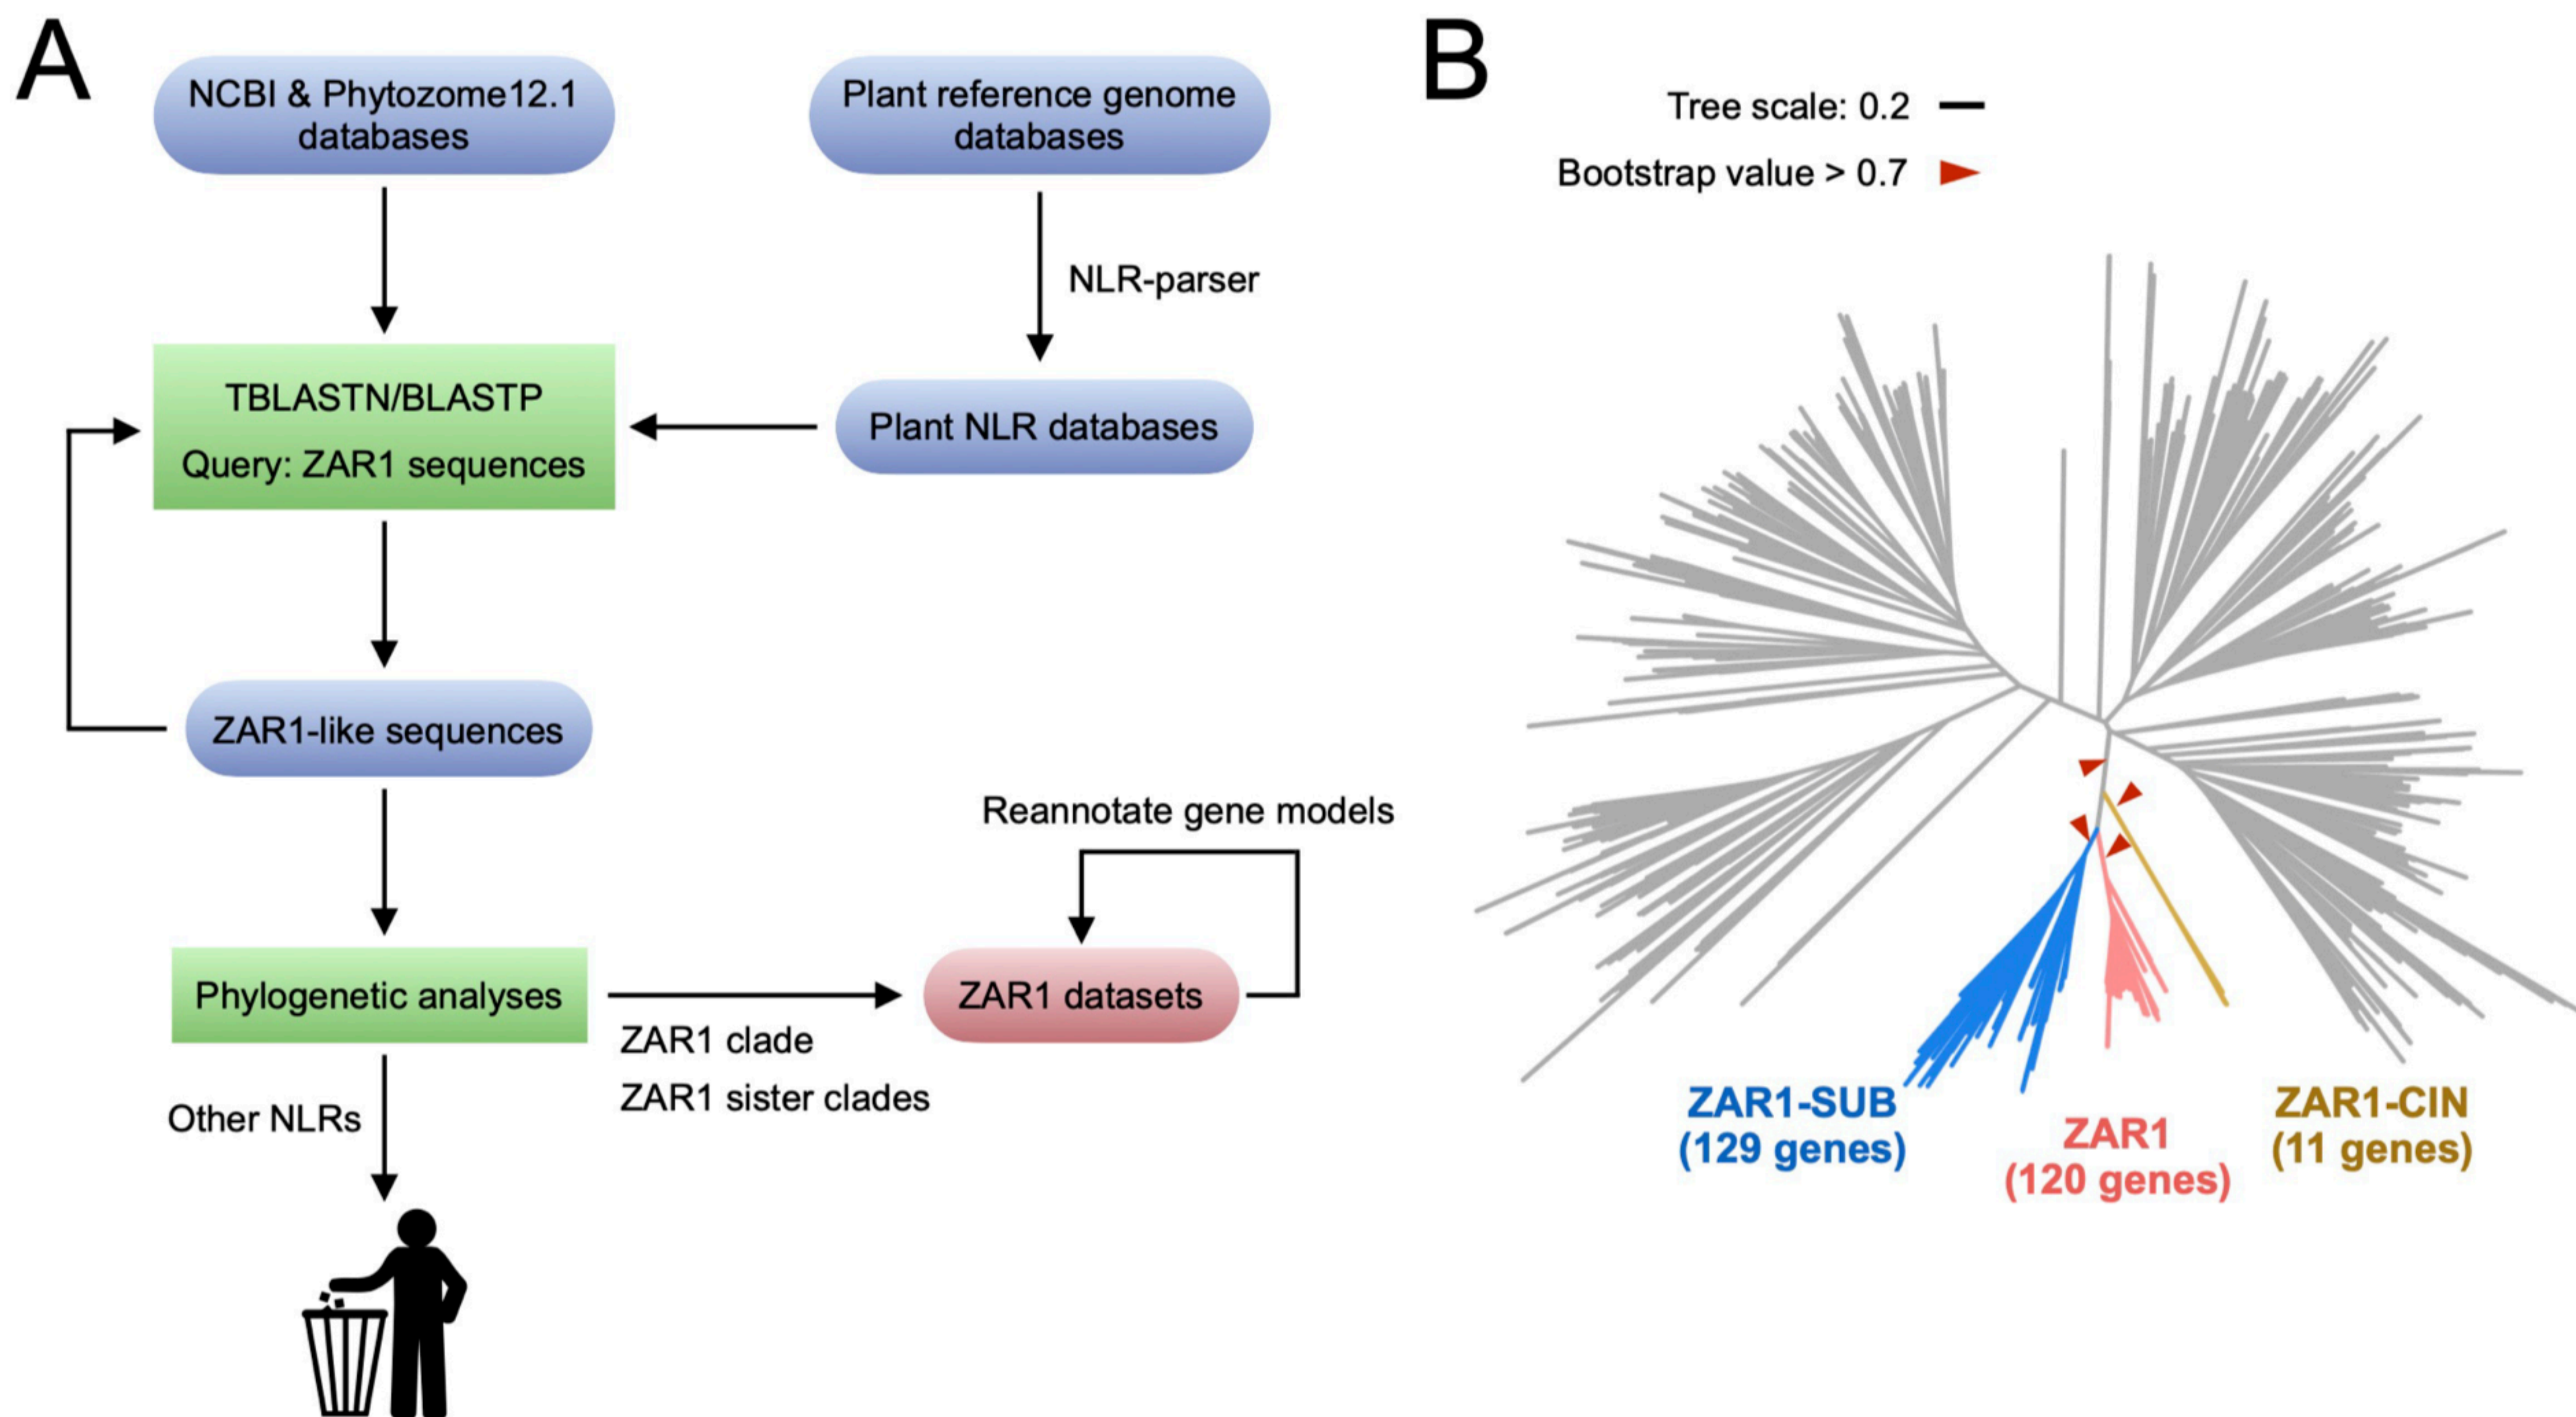 A
NCBI & Phytozome12.1
databases
Plant reference genome
databases
NLR-parser
TBLASTN/BLASTP
Query: ZAR1 sequences
Plant NLR databases
ZAR1-like sequences
Reannotate gene models
Phylogenetic analyses
ZAR1 datasets
ZAR1 clade
ZAR1 sister clades
Other NLRs
B
Tree scale: 0.2
Bootstrap value > 0.7
ZAR1-SUB
(129 genes)
ZAR1
(120 genes)
ZAR1-CIN
(11 genes)